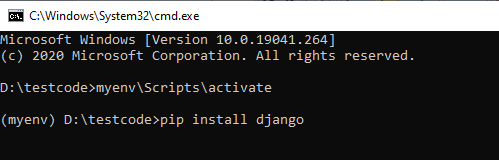 C:\Windows\System32\cmd.exe
Microsoft Windows [Version 10.0.19041.264]
(c) 2020 Microsoft Corporation. All rights reserved.
D:\testcode>myenv\Scripts\activate
(myenv) D:\testcode>pip install django